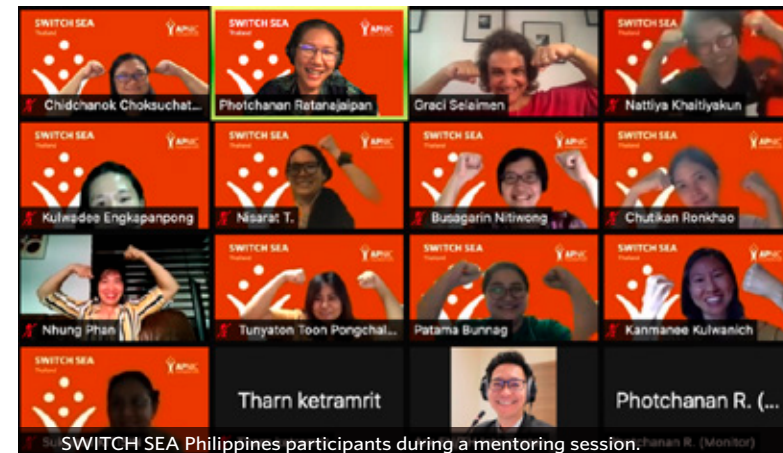 SWITCH SEA
Thailand
APNIC
Chidchanok Choksuchat...
SWITCH SEA
Thailand
APNIC
Photchanan Ratanajaipan
Graci Selaimen
SWITCH SEA
Thailand
APNIC
Nattiya Khaitiyakun
SWITCH SEA
Thailand
APNIC
Kulwadee Engkapanpong
SWITCH SEA
Thailand
APNIC
Nisarat T.
SWITCH SEA
Thailand
APNIC
Busagarin Nitiwong
SWITCH SEA
Thailand
APNIC
Chutikan Ronkhao
Nhung Phan
SWITCH SEA
Thailand
APNIC
Tunyaton Toon Pongchal...
SWITCH SEA
Thailand
APNIC
Patama Bunnag
SWITCH SEA
Thailand
APNIC
Kanmanee Kulwanich
SWITCH SEA
Thailand
APNIC
Tharn ketramrit
Photchanan R. (...
(Monitor)
SWITCH SEA Philippines participants during a mentoring session.